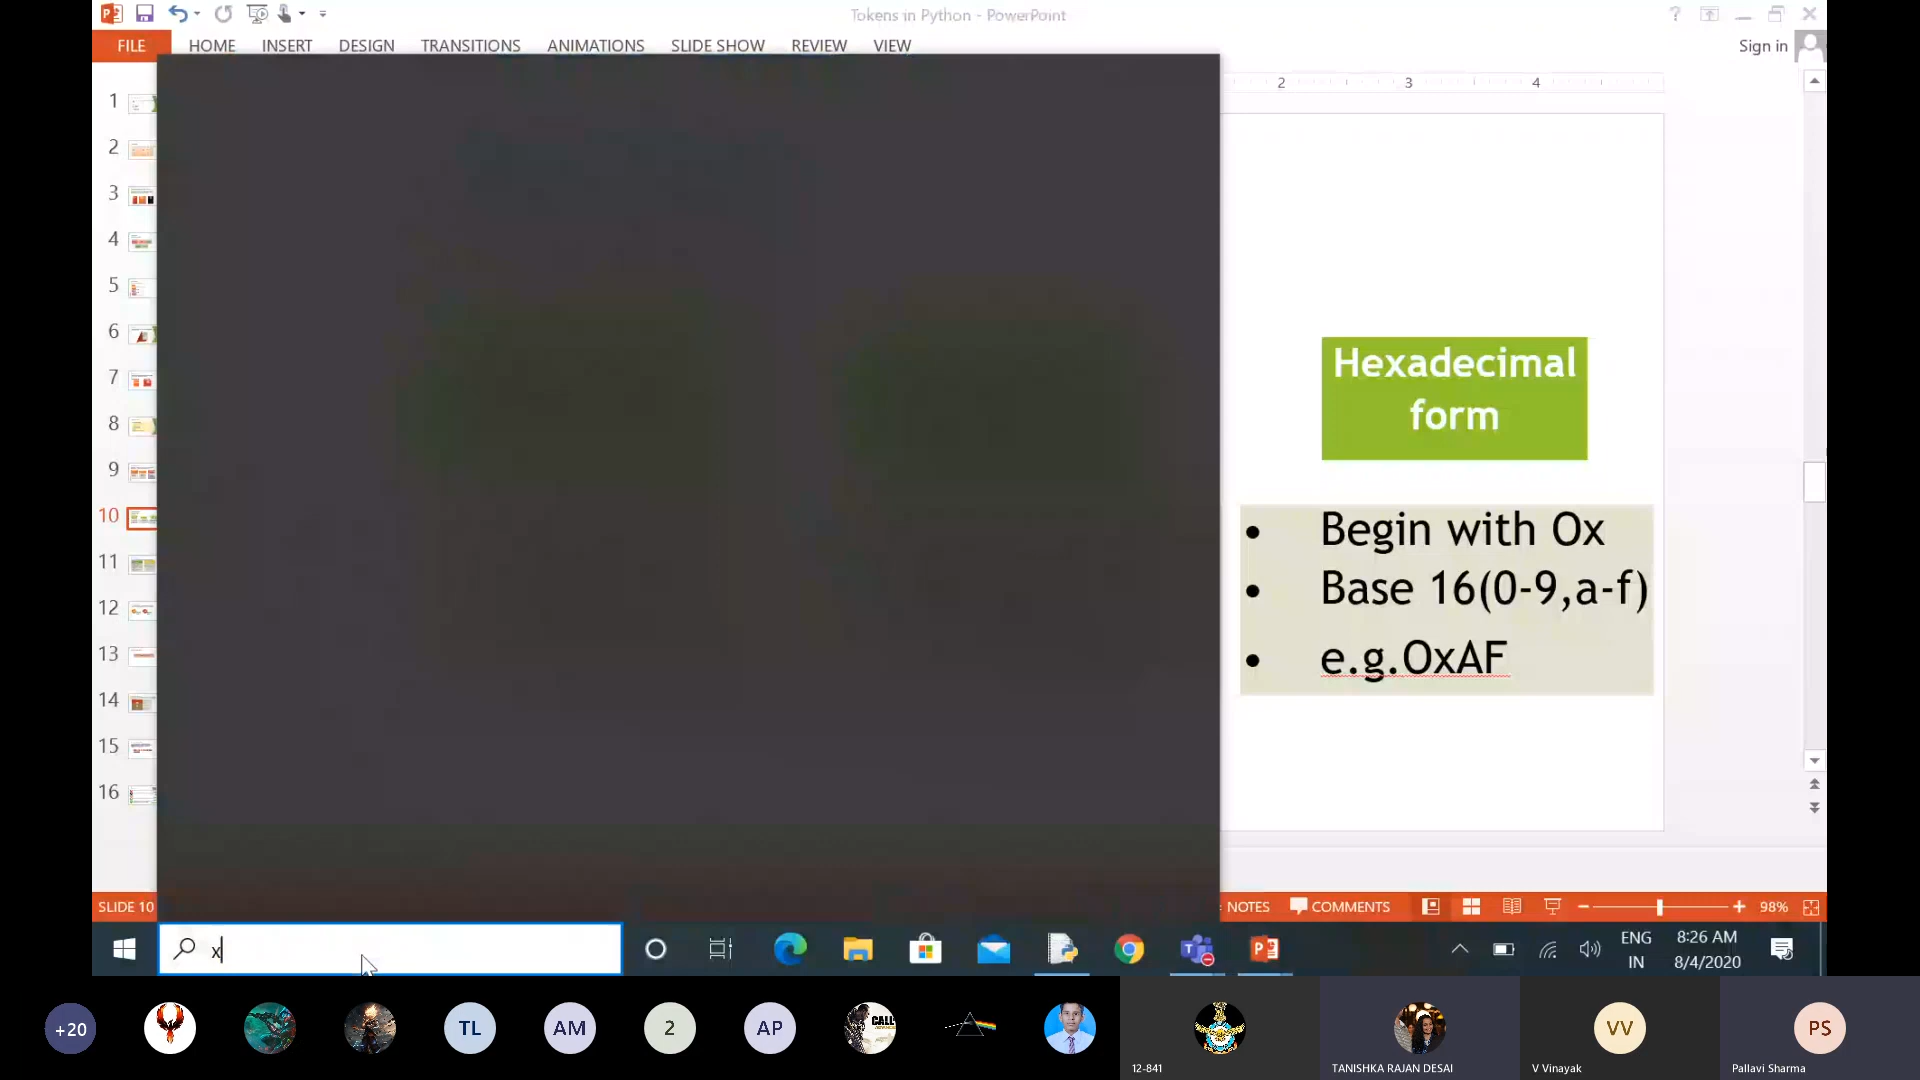 Tokens in Python - PowerPoint
?
FILE HOME INSERT DESIGN TRANSITIONS ANIMATIONS SLIDE SHOW REVIEW VIEW
Sign in
2 3 4
1
2
3
4
5
6
7
8
9
10
11
12
13
14
15
16
Hexadecimal
form
• Begin with Ox
• Base 16(0-9,a-f)
• e.g.OxAF
SLIDE 10
NOTES COMMENTS 98%
x
ENG
IN
8:26 AM
8/4/2020
+20
TL
AM
2
AP
CALL
VV
PS
12-841
TANISHKA RAJAN DESAI
V Vinayak
Pallavi Sharma